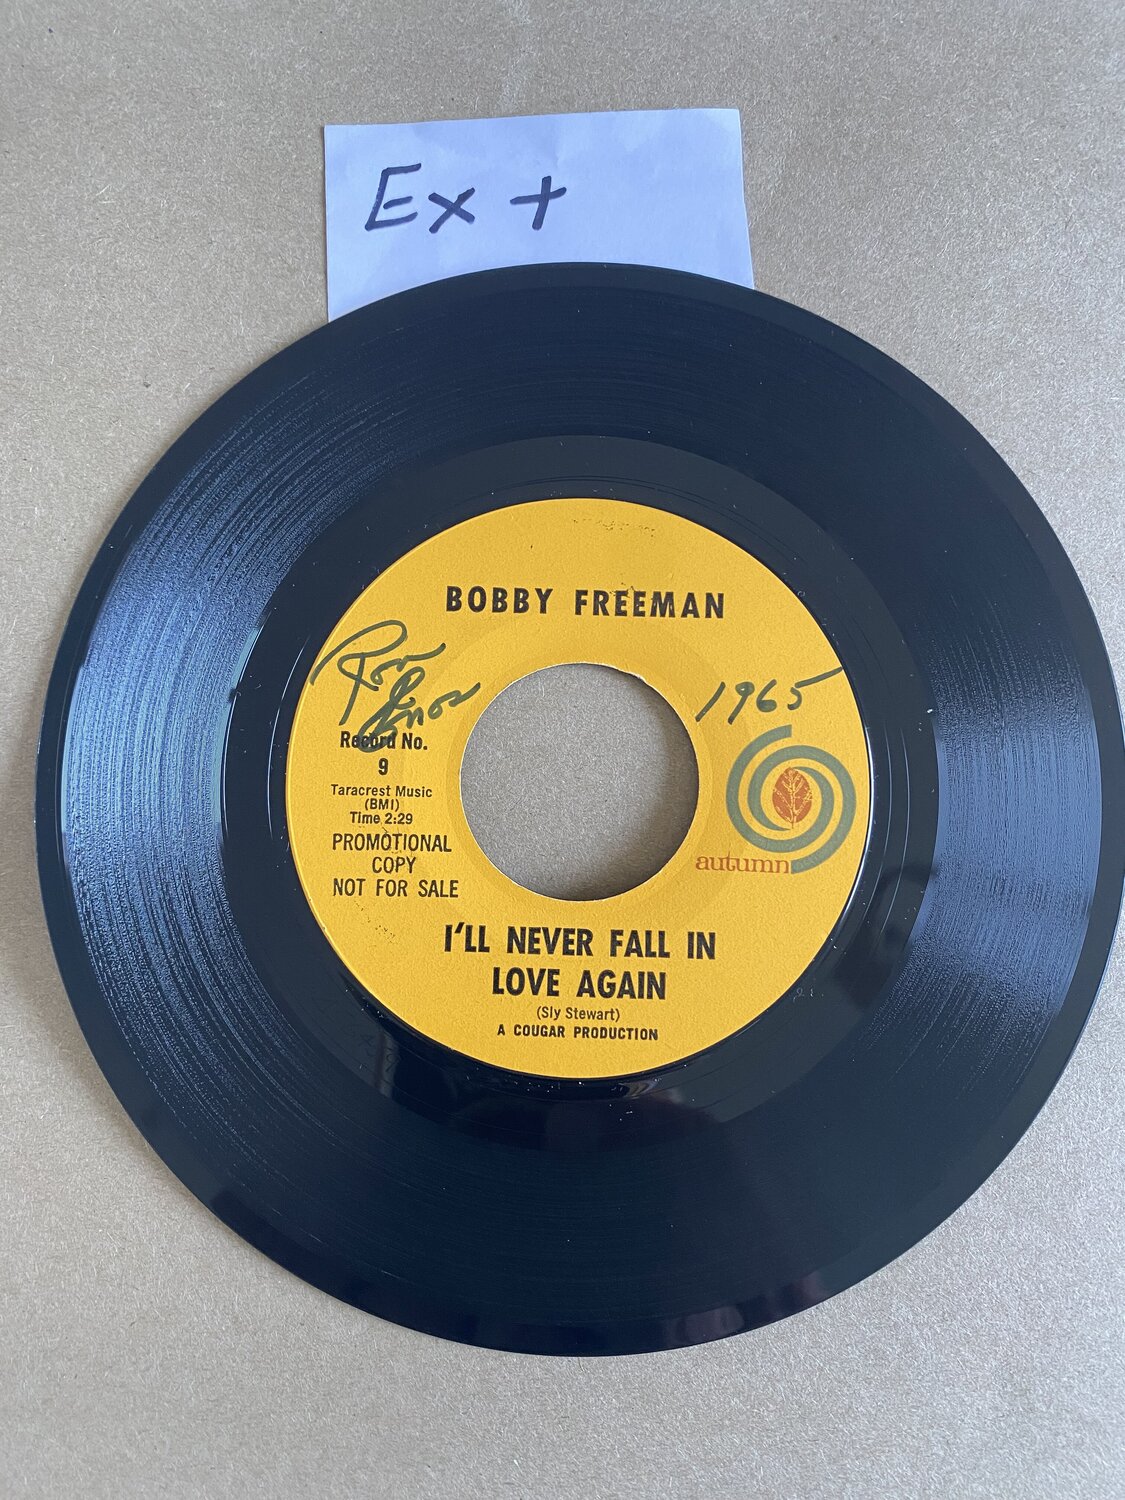 Ex +
BOBBY FREEMAN
Ron
1965
Record No.
9
Taracrest Music
(BMI)
Time 2:29
PROMOTIONAL
COPY
NOT FOR SALE
autumn
I'LL NEVER FALL IN
LOVE AGAIN
(Sly Stewart)
A COUGAR PRODUCTION